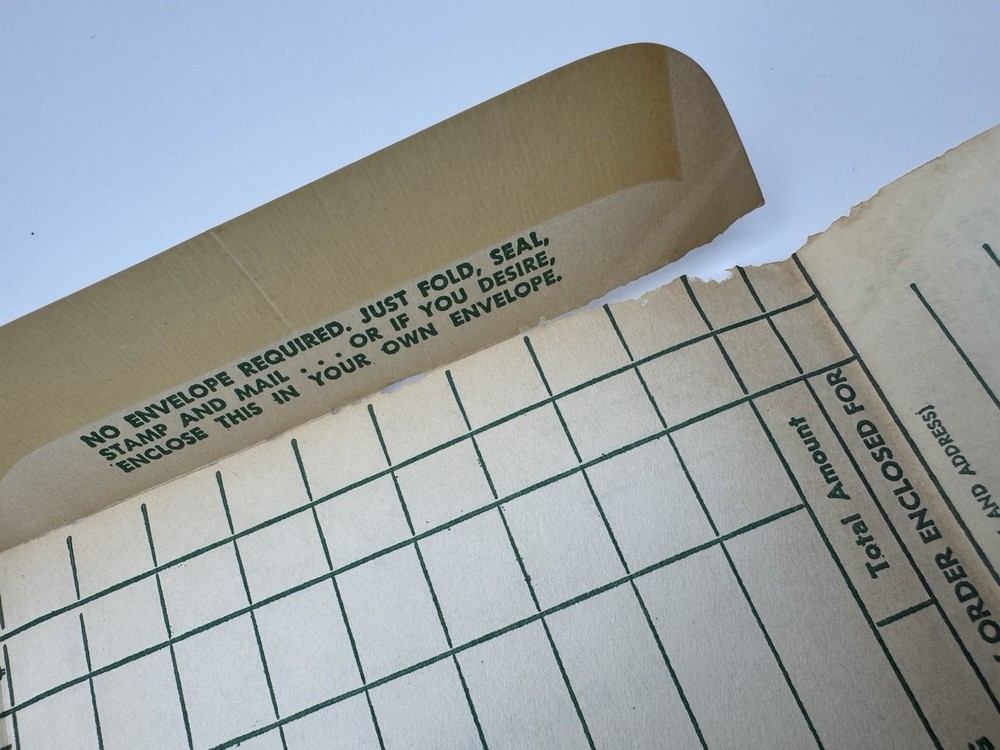 NO ENVELOPE REQUIRED. JUST FOLD, SEAL,
STAMP AND MAIL . . . OR IF YOU DESIRE,
ENCLOSE THIS IN YOUR OWN ENVELOPE.
Total Amount
ORDER ENCLOSED FOR
AND ADDRESS)